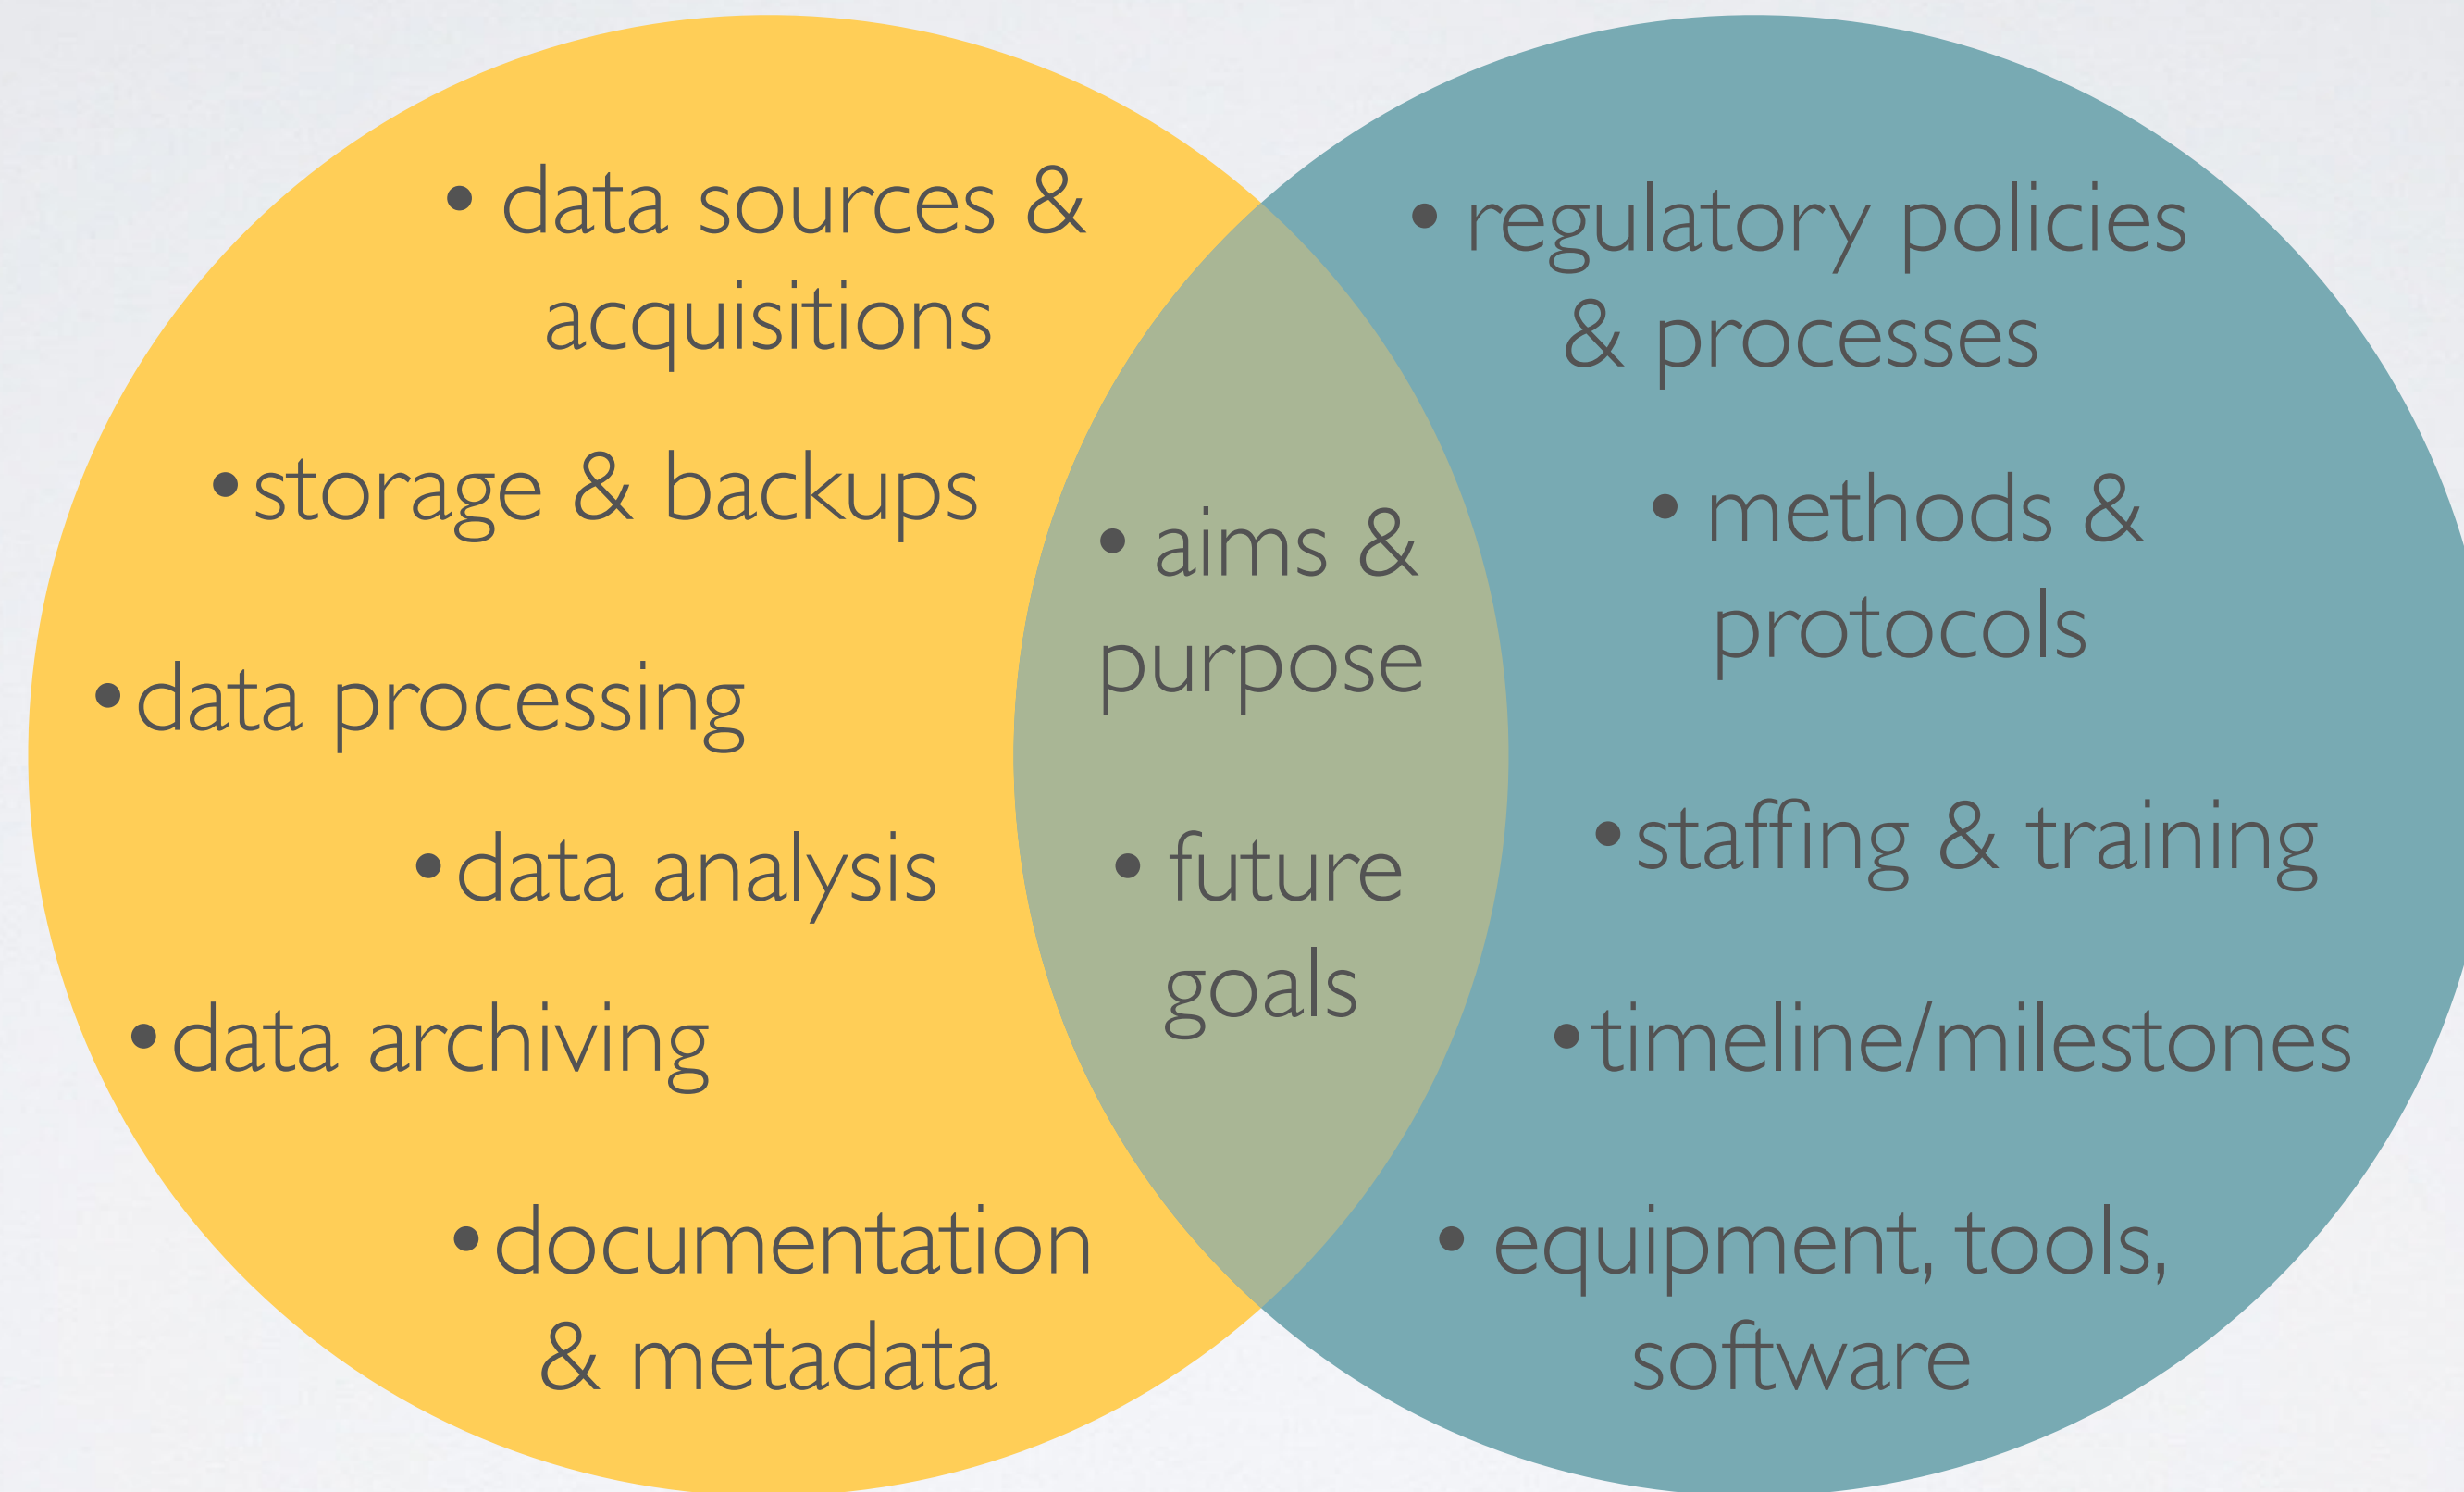 • data sources &
acquisitions
•storage & backups
•data processing
•data analysis
•data archiving
•documentation
& metadata
• aims &
purpose
• future
goals
• regulatory policies
& processes
• methods &
protocols
• staffing & training
•timeline/milestones
• equipment, tools,
software